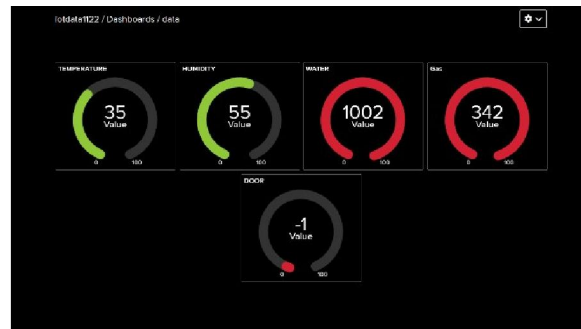 iotdata1122 / Dashboards / data
TEMPERATURE
35
Value
0 100
HUMIDITY
55
Value
0 100
WATER
1002
Value
0 100
Gas
342
Value
0 100
DOOR
-1
Value
0 100